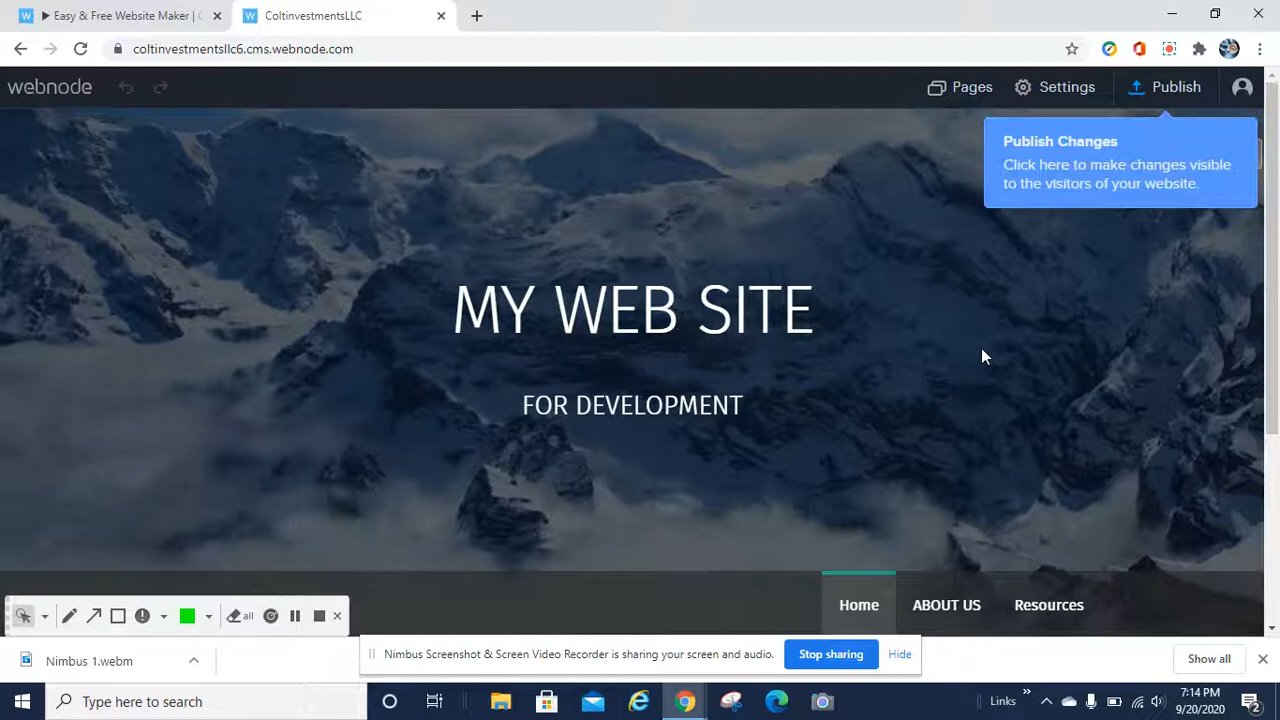 Easy & Free Website Maker |
ColtinvestmentsLLC
coltinvestmentsllc6.cms.webnode.com
webnode
Pages
Settings
Publish
Publish Changes
Click here to make changes visible
to the visitors of your website.
MY WEB SITE
FOR DEVELOPMENT
Home
ABOUT US
Resources
all
Nimbus Screenshot & Screen Video Recorder is sharing your screen and audio.
Stop sharing
Hide
Nimbus 1.webm
Show all
Type here to search
Links
7:14 PM
9/20/2020
2